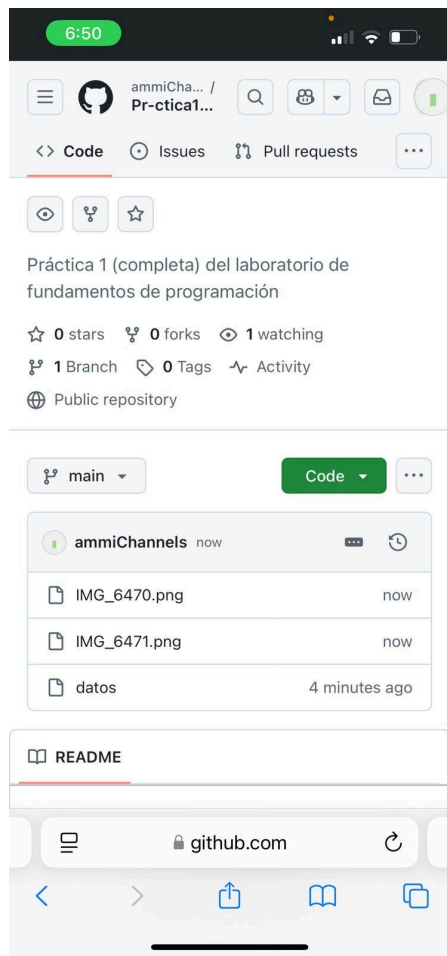 6:50
ammiCha... /
Pr-ctica1...
Code Issues Pull requests
Práctica 1 (completa) del laboratorio de
fundamentos de programación
0 stars 0 forks 1 watching
1 Branch 0 Tags Activity
Public repository
main Code
ammiChannels now
IMG_6470.png now
IMG_6471.png now
datos 4 minutes ago
README
github.com